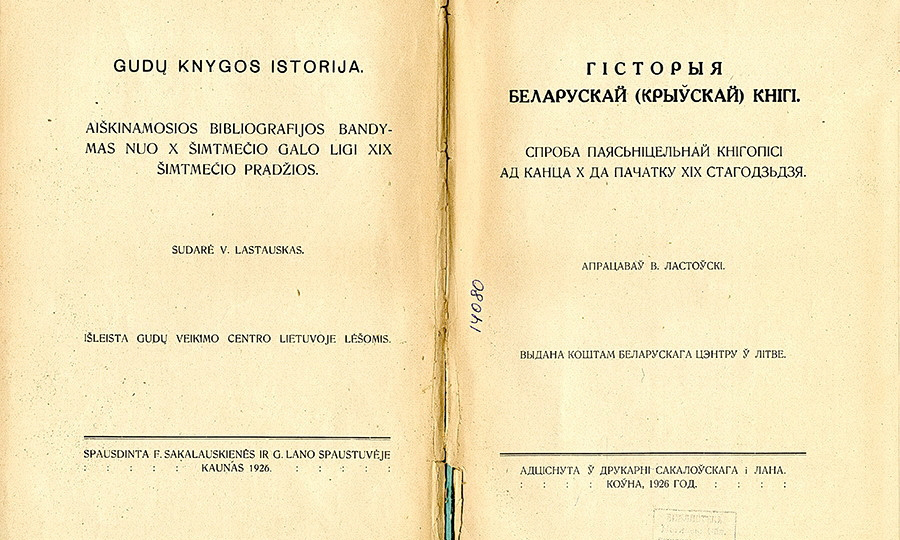 GUDŲ KNYGOS ISTORIJA.
AIŠKINAMOSIOS BIBLIOGRAFIJOS BANDY-
MAS NUO X ŠIMTMEČIO GALO LIGI XIX
ŠIMTMEČIO PRADŽIOS.
SUDARĖ V. LASTAUSKAS.
IŠLEISTA GUDŲ VEIKIMO CENTRO LIETUVOJE LĖŠOMIS.
SPAUSDINTA F. SAKALAUSKIENĖS IR G. LANO SPAUSTUVĖJE
: : : : : KAUNAS 1926. : : : : :
ГІСТОРЫЯ
БЕЛАРУСКАЙ (КРЫЎСКАЙ) КНІГІ.
СПРОБА ПАЯСЬНІЦЕЛЬНАЙ КНІГОПІСІ
АД КАНЦА X ДА ПАЧАТКУ XIX СТАГОДЗЬДЗЯ.
АПРАЦАВАЎ В. ЛАСТОЎСКІ.
14080
ВЫДАНА КОШТАМ БЕЛАРУСКАГА ЦЭНТРУ Ў ЛІТВЕ.
АДЦІСНУТА Ў ДРУКАРНІ САКАЛОЎСКАГА і ЛАНА.
: : : : КОЎНА, 1926 ГОД. : : : :